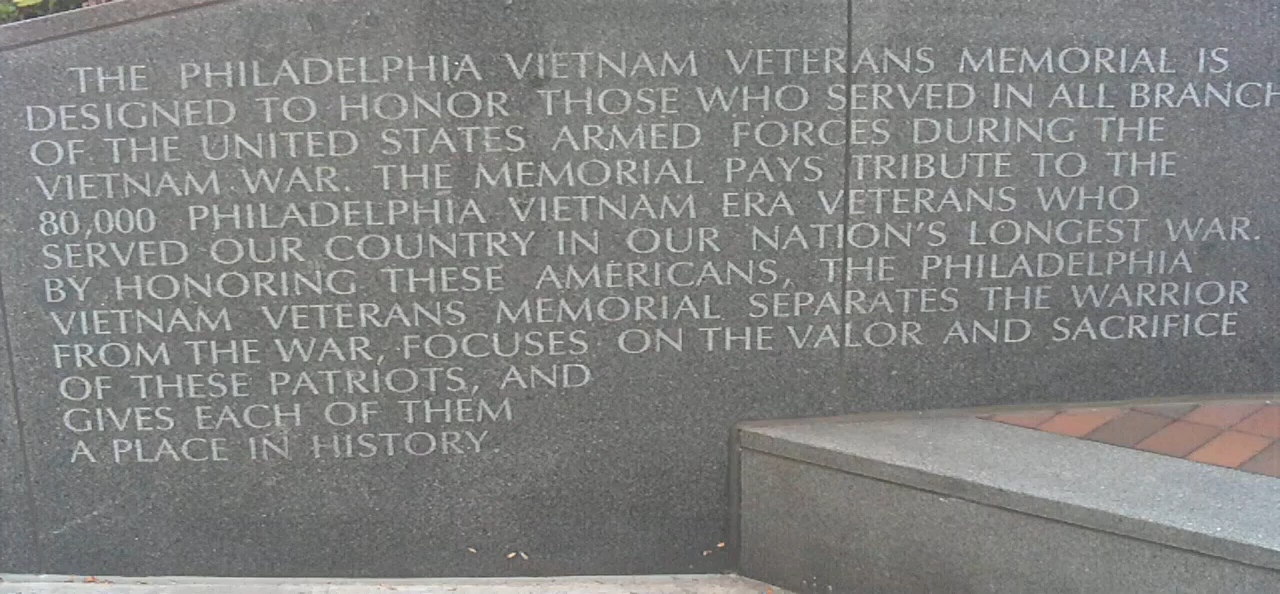 THE PHILADELPHIA VIETNAM VETERANS MEMORIAL IS
DESIGNED TO HONOR THOSE WHO SERVED IN ALL BRANCH
OF THE UNITED STATES ARMED FORCES DURING THE
VIETNAM WAR. THE MEMORIAL PAYS TRIBUTE TO THE
80,000 PHILADELPHIA VIETNAM ERA VETERANS WHO
SERVED OUR COUNTRY IN OUR NATION'S LONGEST WAR.
BY HONORING THESE AMERICANS, THE PHILADELPHIA
VIETNAM VETERANS MEMORIAL SEPARATES THE WARRIOR
FROM THE WAR, FOCUSES ON THE VALOR AND SACRIFICE
OF THESE PATRIOTS, AND
GIVES EACH OF THEM
A PLACE IN HISTORY.